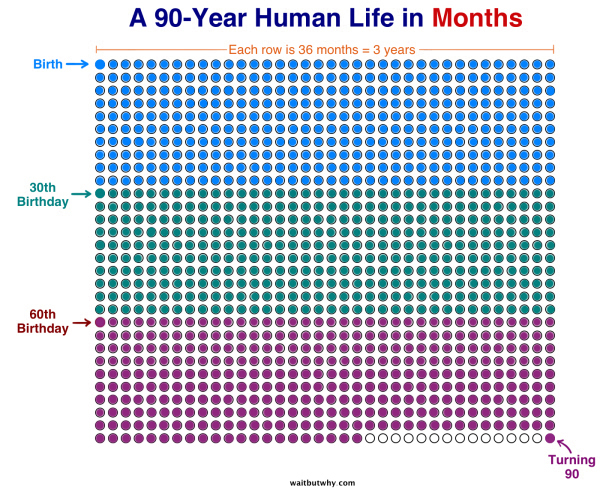 A 90-Year Human Life in Months
Each row is 36 months = 3 years
Birth
30th
Birthday
60th
Birthday
Turning
90
waitbutwhy.com